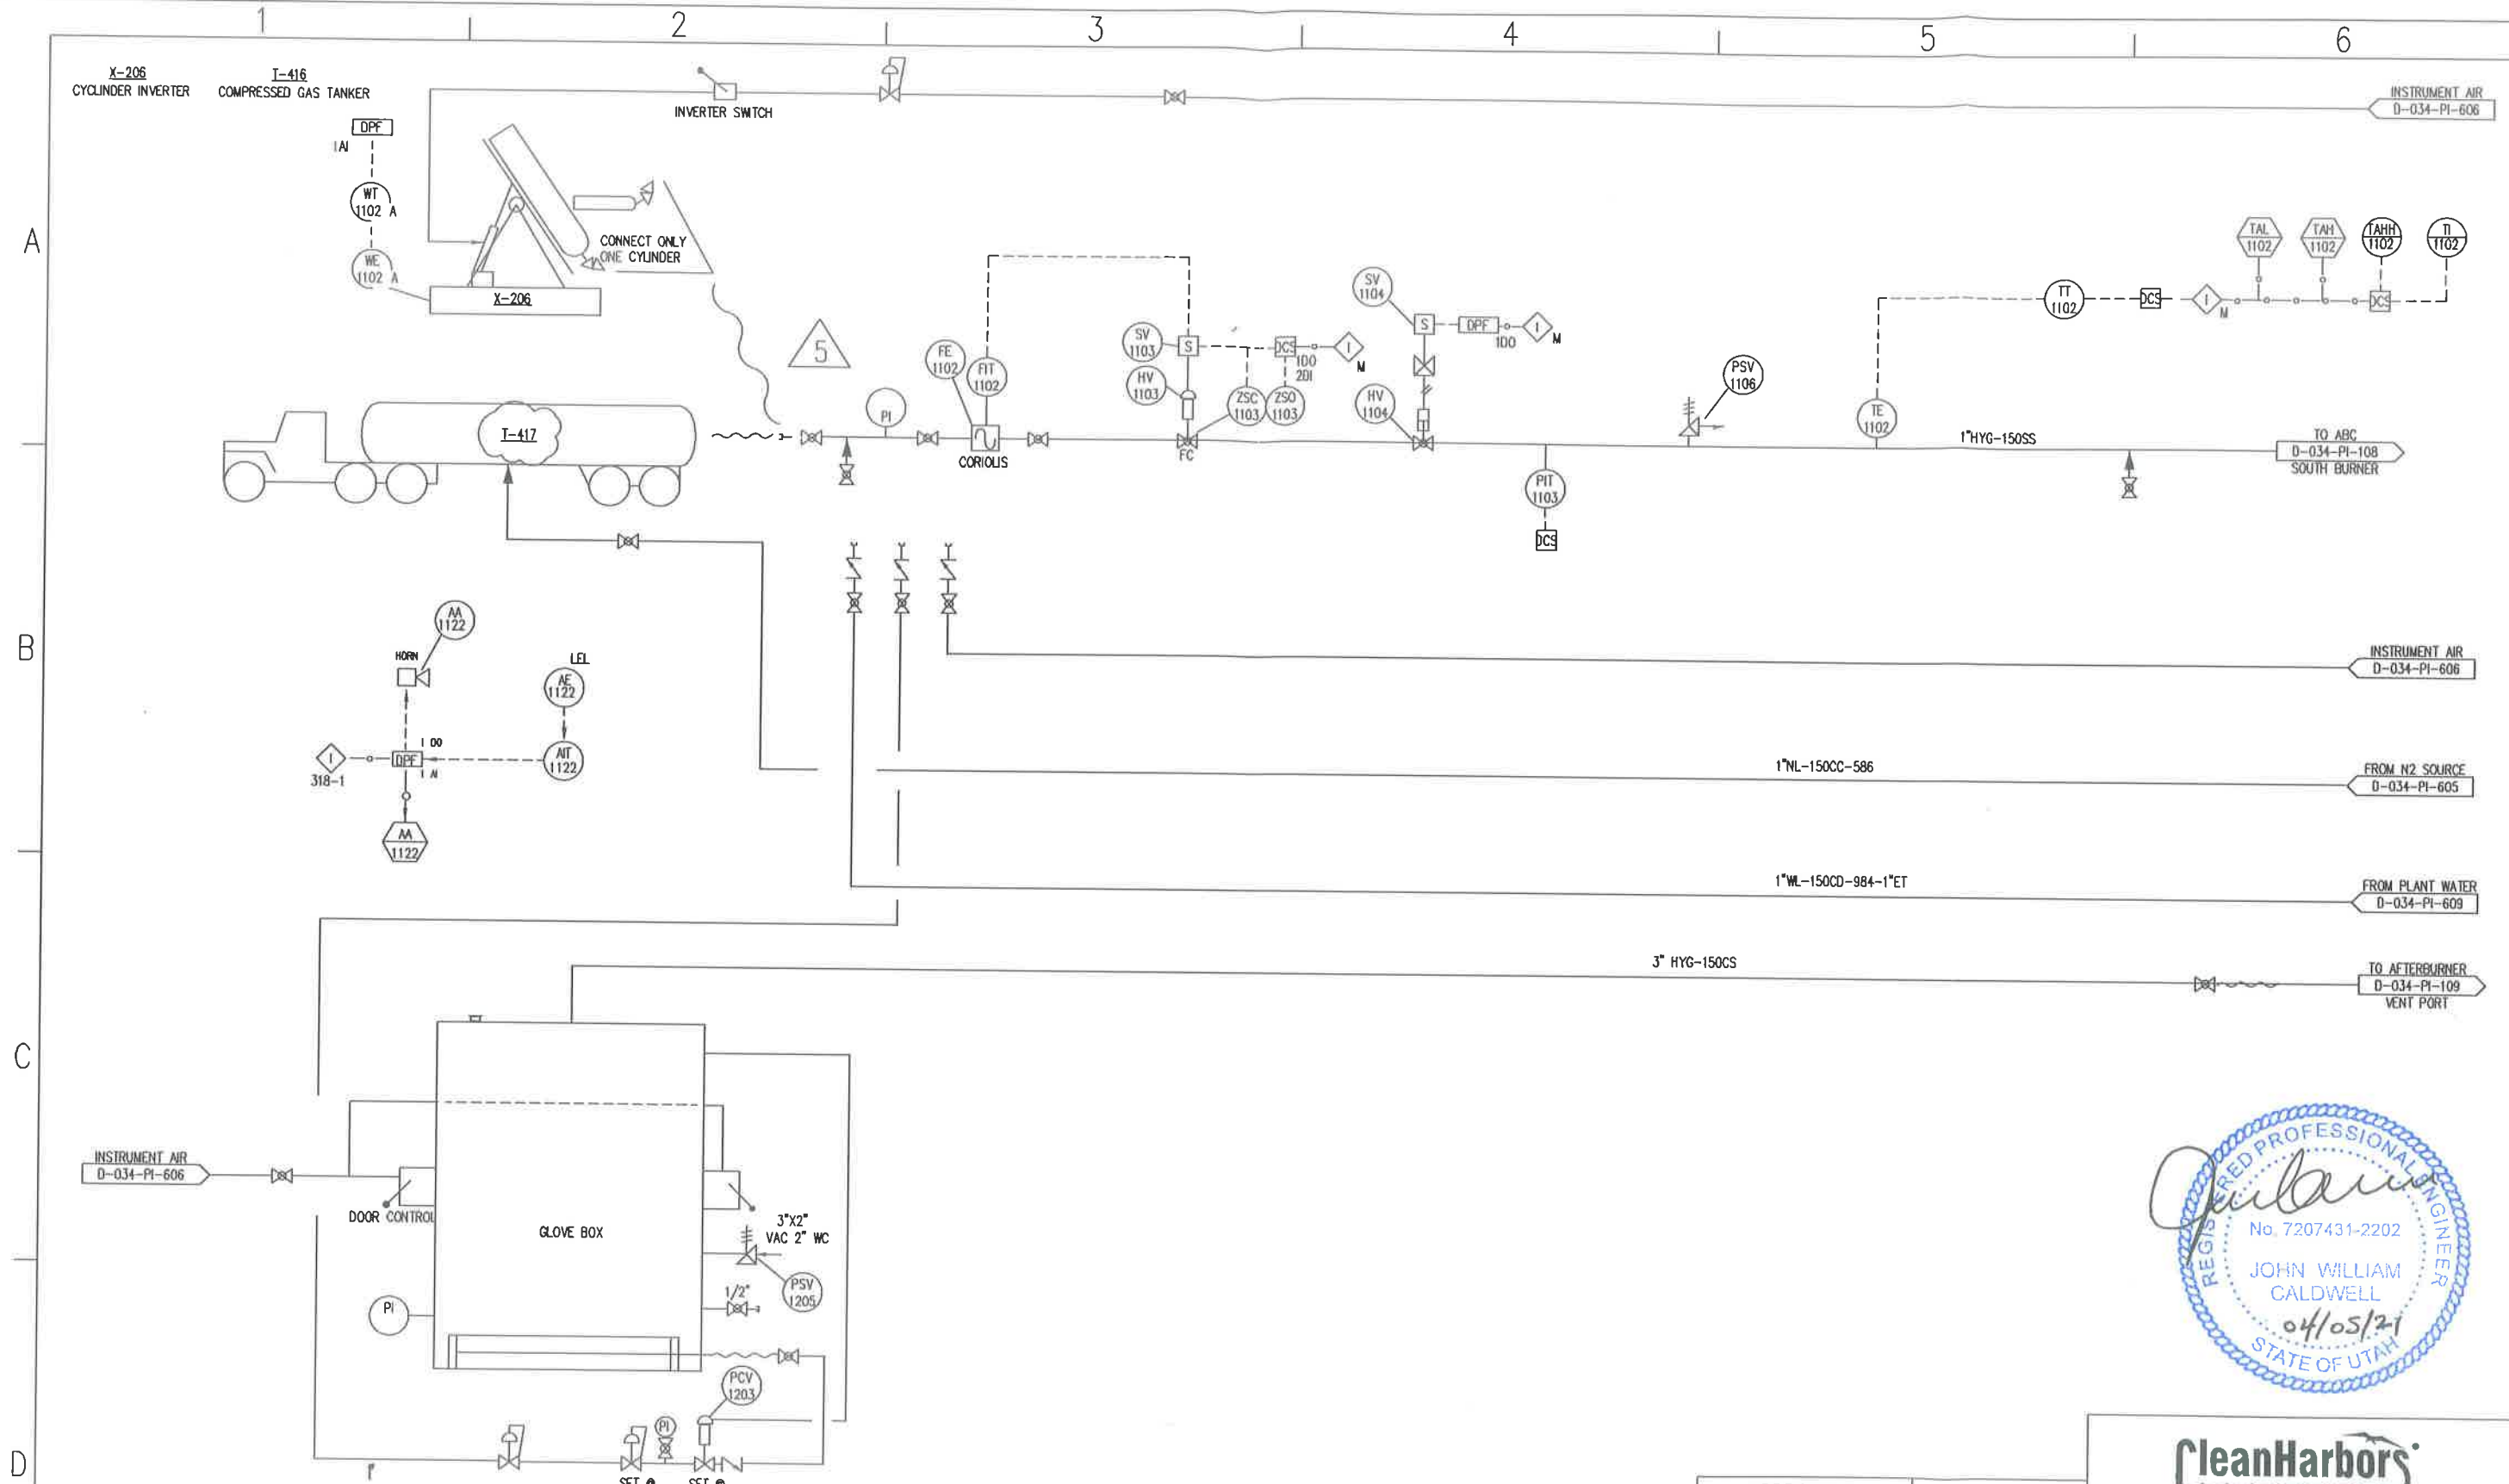 1
2
3
4
5
6
X-206
CYCLINDER INVERTER
T-416
COMPRESSED GAS TANKER
INVERTER SWITCH
INSTRUMENT AIR
D-034-PI-606
A
DPF
1 AI
WT
1102 A
WE
1102 A
X-206
CONNECT ONLY
ONE CYLINDER
5
FE
1102
FIT
1102
SV
1103
S
HV
1103
DCS
1DO
2DI
I
M
ZSC
1103
ZSO
1103
SV
1104
S
DPF
1DO
I
M
HV
1104
PSV
1106
TT
1102
DCS
I
M
TAL
1102
TAH
1102
TAHH
1102
TI
1102
DCS
TE
1102
T-417
PI
CORIOLIS
FC
PIT
1103
DCS
1"HYG-150SS
TO ABC
D-034-PI-108
SOUTH BURNER
B
AA
1122
HORN
LEL
AE
1122
AIT
1122
1 DO
DPF
1 AI
I
318-1
AA
1122
INSTRUMENT AIR
D-034-PI-606
1"NL-150CC-586
FROM N2 SOURCE
D-034-PI-605
1"WL-150CD-984-1"ET
FROM PLANT WATER
D-034-PI-609
3" HYG-150CS
TO AFTERBURNER
D-034-PI-109
VENT PORT
C
INSTRUMENT AIR
D-034-PI-606
DOOR CONTROL
GLOVE BOX
3"X2"
VAC 2" WC
PSV
1205
1/2"
PI
PCV
1203
PI
SET @
SET @
D
REGISTERED PROFESSIONAL ENGINEER
No. 7207431-2202
JOHN WILLIAM
CALDWELL
04/05/21
STATE OF UTAH
CleanHarbors